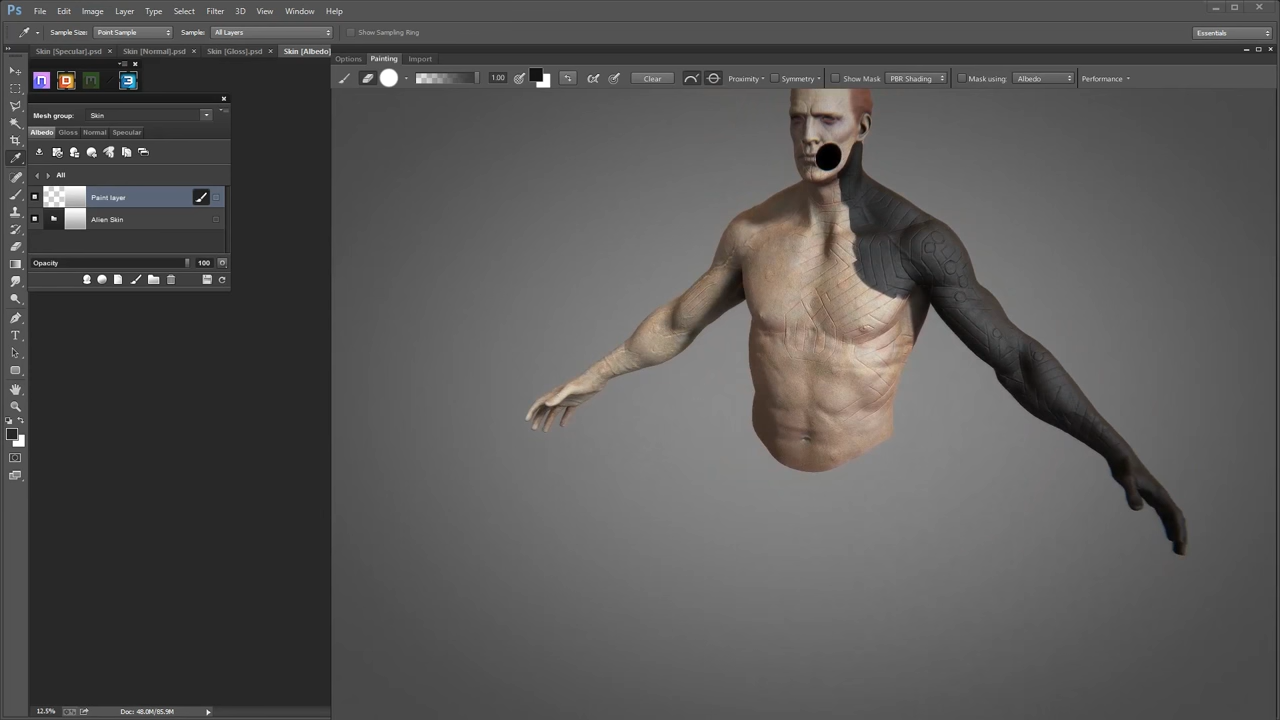 Ps File Edit Image Layer Type Select Filter 3D View Window Help
Sample Size: Point Sample Sample: All Layers Show Sampling Ring Essentials
Skin [Specular].psd × Skin [Normal].psd × Skin [Gloss].psd × Skin [Albedo]
Options Painting Import
1.00 Clear Proximity Symmetry Show Mask PBR Shading Mask using: Albedo Performance
Mesh group: Skin
Albedo Gloss Normal Specular
All
Paint layer
Alien Skin
Opacity 100
12.5% Doc: 48.0M/85.9M